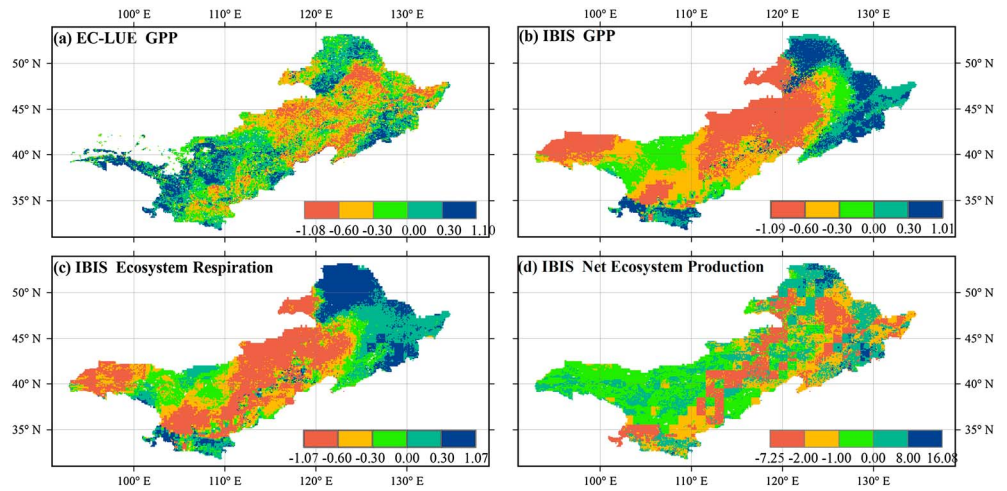 100° E 110° E 120° E 130° E 100° E 110° E 120° E 130° E
(a) EC-LUE GPP
(b) IBIS GPP
50° N 50° N
45° N 45° N
40° N 40° N
35° N 35° N
-1.08 -0.60 -0.30 0.00 0.30 1.10
-1.09 -0.60 -0.30 0.00 0.30 1.01
(c) IBIS Ecosystem Respiration
(d) IBIS Net Ecosystem Production
50° N 50° N
45° N 45° N
40° N 40° N
35° N 35° N
-1.07 -0.60 -0.30 0.00 0.30 1.07
-7.25 -2.00 -1.00 0.00 8.00 16.08
100° E 110° E 120° E 130° E 100° E 110° E 120° E 130° E